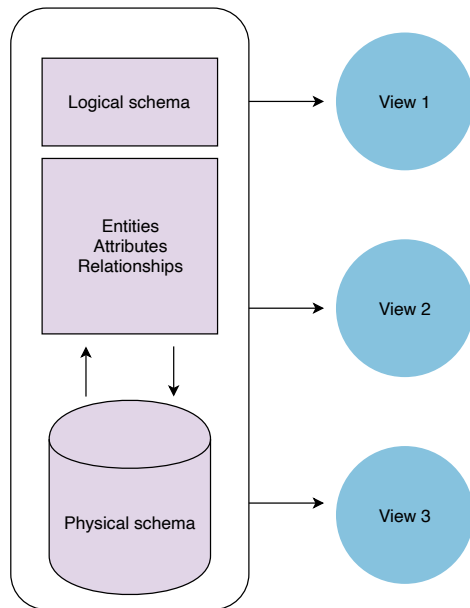 Logical schema
View 1
Entities
Attributes
Relationships
View 2
Physical schema
View 3